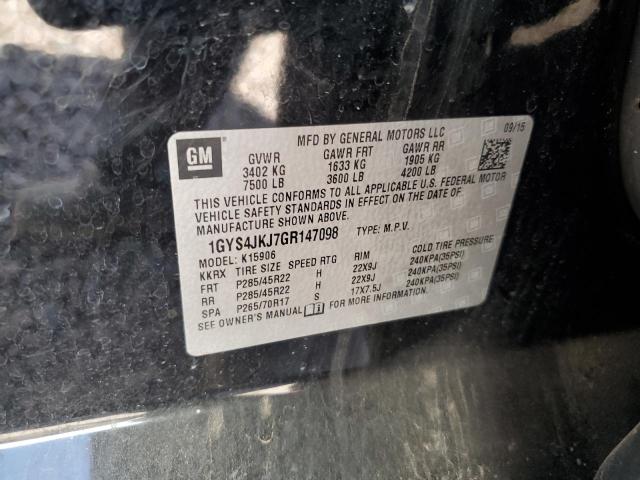 GM
MFD BY GENERAL MOTORS LLC
09/15
GVWR GAWR FRT GAWR RR
3402 KG 1633 KG 1905 KG
7500 LB 3600 LB 4200 LB
THIS VEHICLE CONFORMS TO ALL APPLICABLE U.S. FEDERAL MOTOR
VEHICLE SAFETY STANDARDS IN EFFECT ON THE DATE OF
MANUFACTURE SHOWN ABOVE.
1GYS4JKJ7GR147098 TYPE: M.P.V.
MODEL: K15906
KKRX TIRE SIZE SPEED RTG RIM COLD TIRE PRESSURE
FRT P285/45R22 H 22X9J 240KPA(35PSI)
RR P285/45R22 H 22X9J 240KPA(35PSI)
SPA P265/70R17 S 17X7.5J 240KPA(35PSI)
SEE OWNER'S MANUAL FOR MORE INFORMATION.